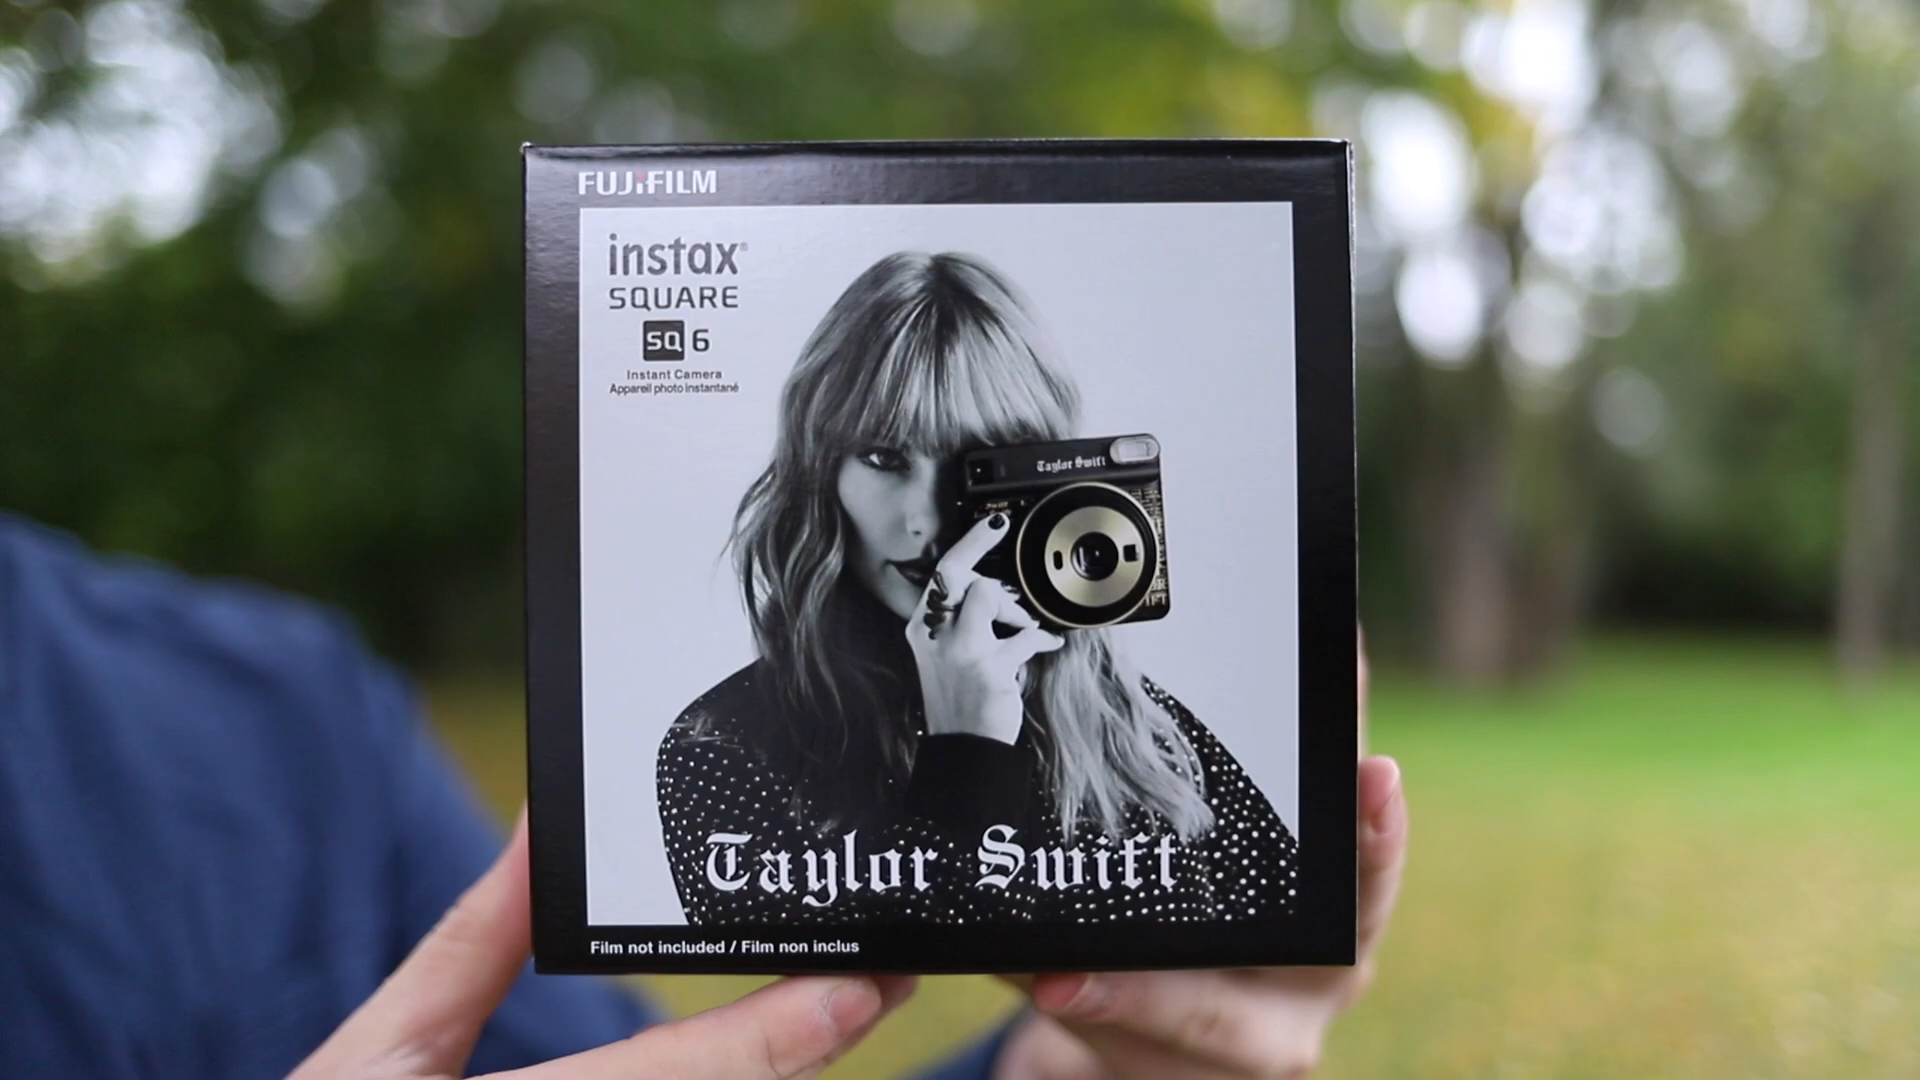 FUJIFILM
instax®
SQUARE
SQ 6
Instant Camera
Appareil photo instantané
Taylor Swift
Taylor Swift
Film not included / Film non inclus